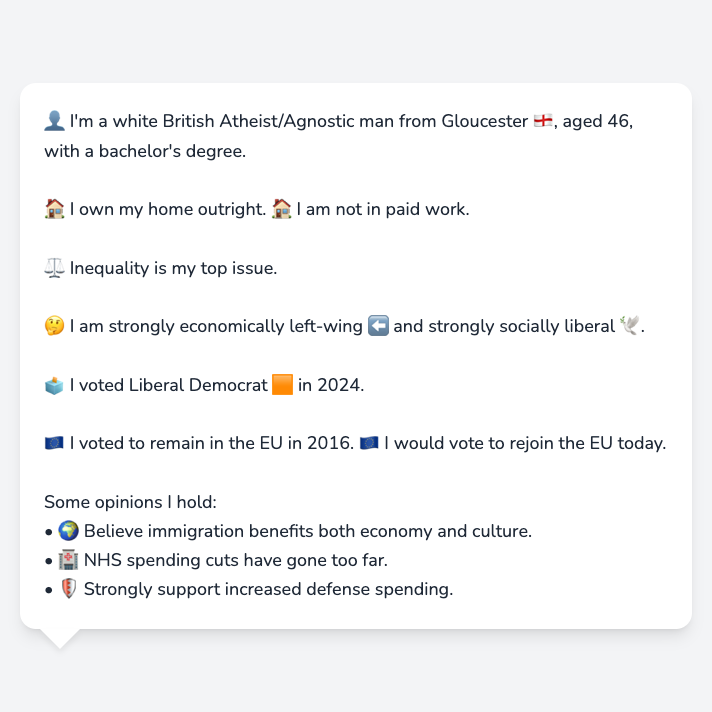 👤 I'm a white British Atheist/Agnostic man from Gloucester 🏴󠁧󠁢󠁥󠁮󠁧󠁿, aged 46,
with a bachelor's degree.
🏠 I own my home outright. 🏠 I am not in paid work.
⚖️ Inequality is my top issue.
🤔 I am strongly economically left-wing ⬅️ and strongly socially liberal 🕊️.
🗳️ I voted Liberal Democrat 🟧 in 2024.
🇪🇺 I voted to remain in the EU in 2016. 🇪🇺 I would vote to rejoin the EU today.
Some opinions I hold:
• 🌍 Believe immigration benefits both economy and culture.
• 🏥 NHS spending cuts have gone too far.
• 🛡️ Strongly support increased defense spending.